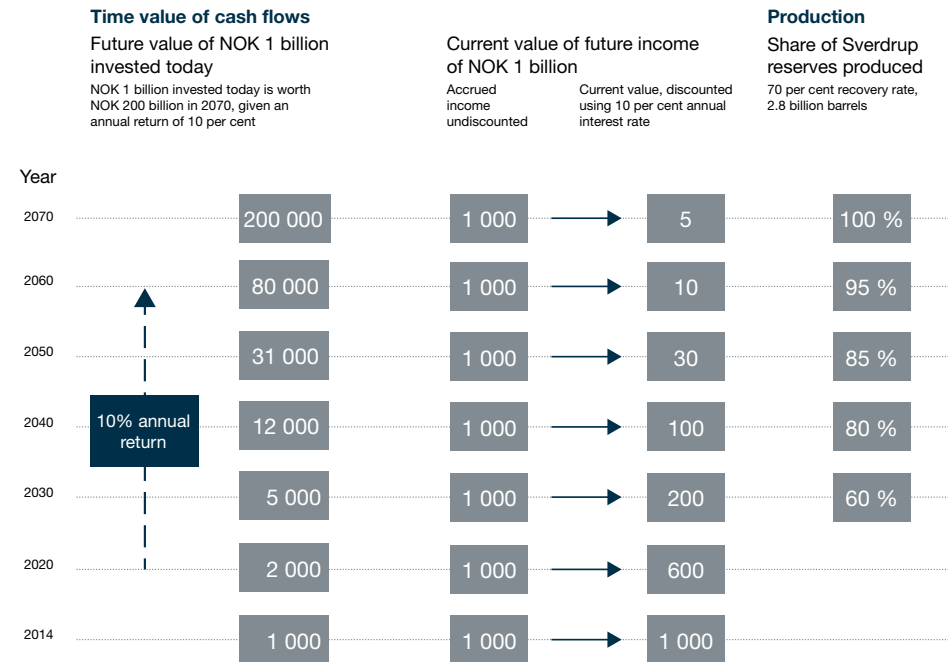 Time value of cash flows
Future value of NOK 1 billion
invested today
NOK 1 billion invested today is worth
NOK 200 billion in 2070, given an
annual return of 10 per cent
Current value of future income
of NOK 1 billion
Accrued
income
undiscounted
Current value, discounted
using 10 per cent annual
interest rate
Production
Share of Sverdrup
reserves produced
70 per cent recovery rate,
2.8 billion barrels
Year
2070 200 000 1 000 5 100 %
2060 80 000 1 000 10 95 %
2050 31 000 1 000 30 85 %
2040 12 000 1 000 100 80 %
10% annual
return
2030 5 000 1 000 200 60 %
2020 2 000 1 000 600
2014 1 000 1 000 1 000